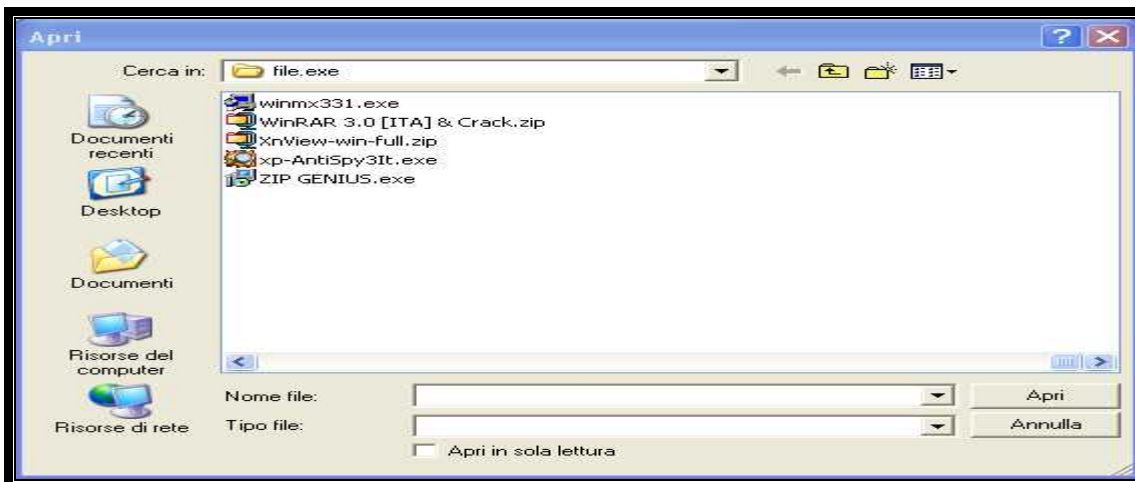 Apri
Cerca in: file.exe
winmx331.exe
WinRAR 3.0 [ITA] & Crack.zip
XnView-win-full.zip
xp-AntiSpy3It.exe
ZIP GENIUS.exe
Documenti
recenti
Desktop
Documenti
Risorse del
computer
Risorse di rete
Nome file:
Apri
Tipo file:
Annulla
Apri in sola lettura